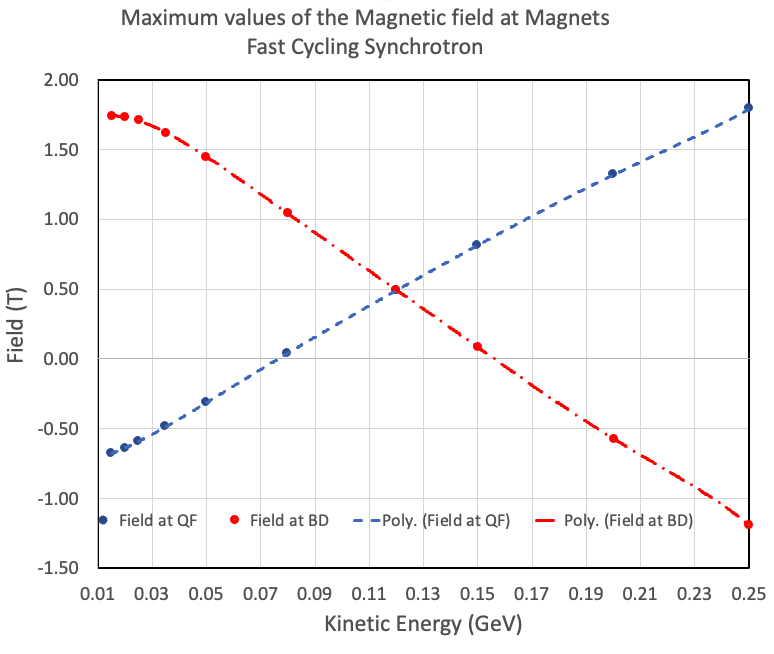 Maximum values of the Magnetic field at Magnets
Fast Cycling Synchrotron
2.00
1.50
1.00
0.50
0.00
-0.50
-1.00
-1.50
Field (T)
Field at QF Field at BD Poly. (Field at QF) Poly. (Field at BD)
0.01 0.03 0.05 0.07 0.09 0.11 0.13 0.15 0.17 0.19 0.21 0.23 0.25
Kinetic Energy (GeV)